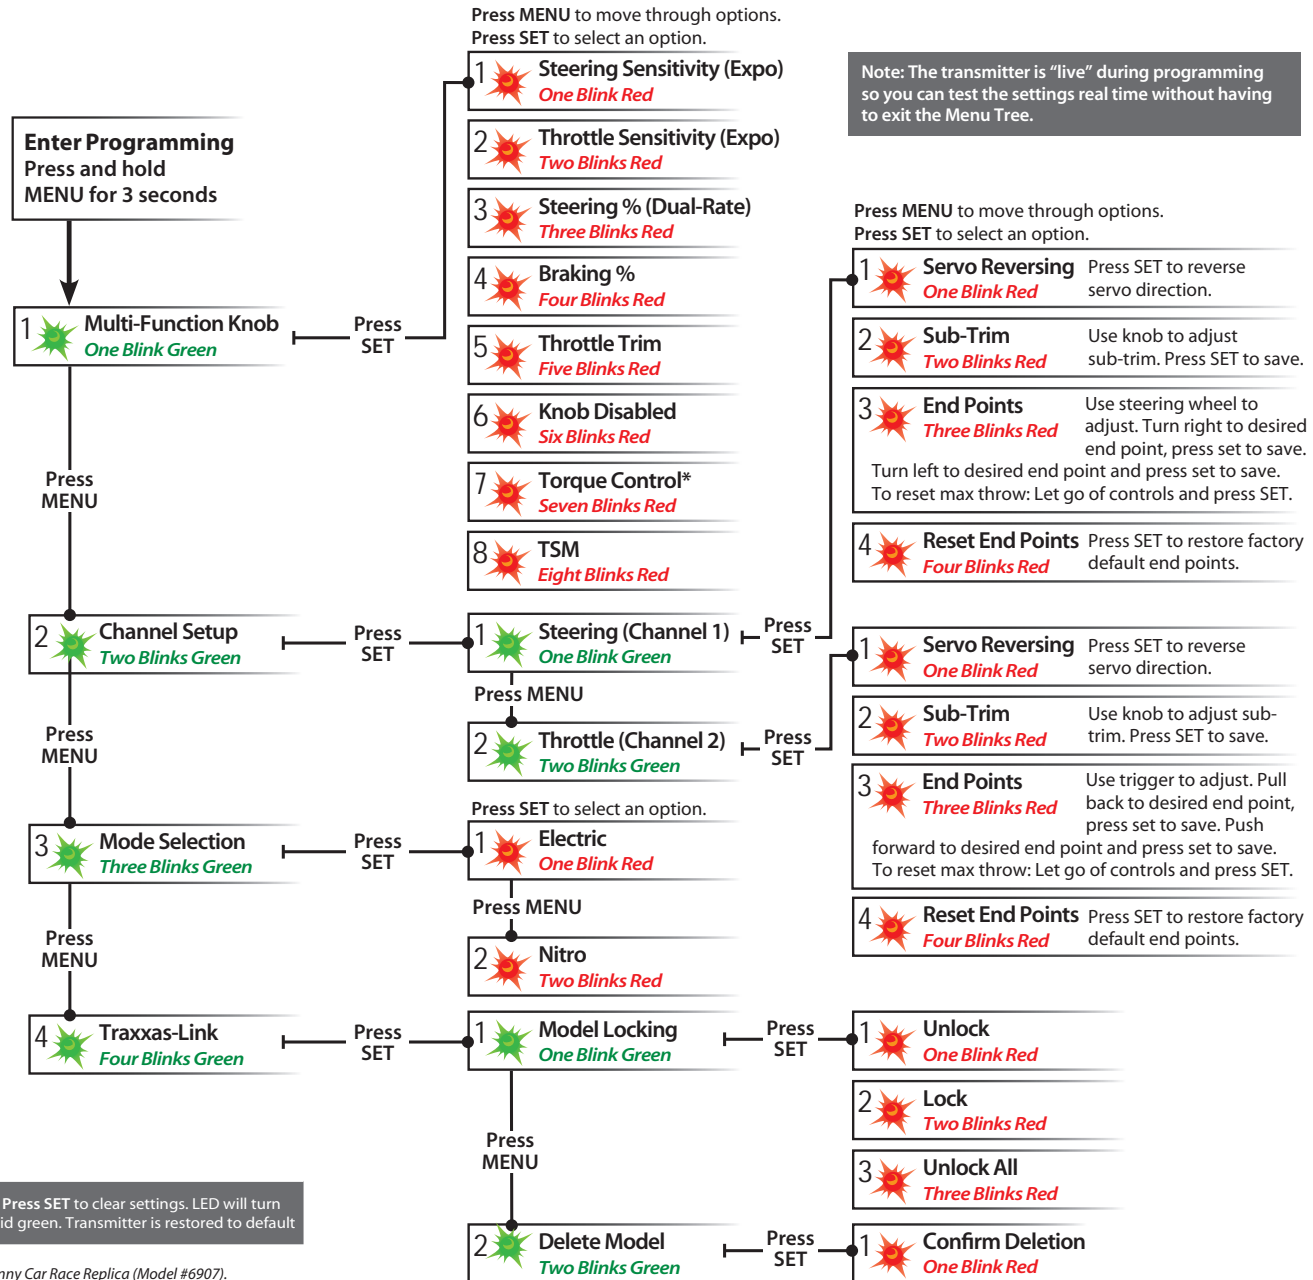 Press MENU to move through options.
Press SET to select an option.
1 Steering Sensitivity (Expo)
One Blink Red
2 Throttle Sensitivity (Expo)
Two Blinks Red
3 Steering % (Dual-Rate)
Three Blinks Red
4 Braking %
Four Blinks Red
5 Throttle Trim
Five Blinks Red
6 Knob Disabled
Six Blinks Red
7 Torque Control*
Seven Blinks Red
8 TSM
Eight Blinks Red
Note: The transmitter is “live” during programming
so you can test the settings real time without having
to exit the Menu Tree.
Enter Programming
Press and hold
MENU for 3 seconds
1 Multi-Function Knob
One Blink Green
Press
SET
Press
MENU
2 Channel Setup
Two Blinks Green
Press
SET
1 Steering (Channel 1)
One Blink Green
Press
SET
Press MENU
2 Throttle (Channel 2)
Two Blinks Green
Press
SET
Press MENU to move through options.
Press SET to select an option.
1 Servo Reversing Press SET to reverse
One Blink Red servo direction.
2 Sub-Trim Use knob to adjust
Two Blinks Red sub-trim. Press SET to save.
3 End Points Use steering wheel to
Three Blinks Red adjust. Turn right to desired
end point, press set to save.
Turn left to desired end point and press set to save.
To reset max throw: Let go of controls and press SET.
4 Reset End Points Press SET to restore factory
Four Blinks Red default end points.
1 Servo Reversing Press SET to reverse
One Blink Red servo direction.
2 Sub-Trim Use knob to adjust sub-
Two Blinks Red trim. Press SET to save.
3 End Points Use trigger to adjust. Pull
Three Blinks Red back to desired end point,
press set to save. Push
forward to desired end point and press set to save.
To reset max throw: Let go of controls and press SET.
4 Reset End Points Press SET to restore factory
Four Blinks Red default end points.
Press
MENU
3 Mode Selection
Three Blinks Green
Press
SET
Press SET to select an option.
1 Electric
One Blink Red
Press MENU
2 Nitro
Two Blinks Red
Press
MENU
4 Traxxas-Link
Four Blinks Green
Press
SET
1 Model Locking
One Blink Green
Press
SET
1 Unlock
One Blink Red
2 Lock
Two Blinks Red
3 Unlock All
Three Blinks Red
Press
MENU
2 Delete Model
Two Blinks Green
Press
SET
1 Confirm Deletion
One Blink Red
Press SET to clear settings. LED will turn
id green. Transmitter is restored to default
nny Car Race Replica (Model #6907).